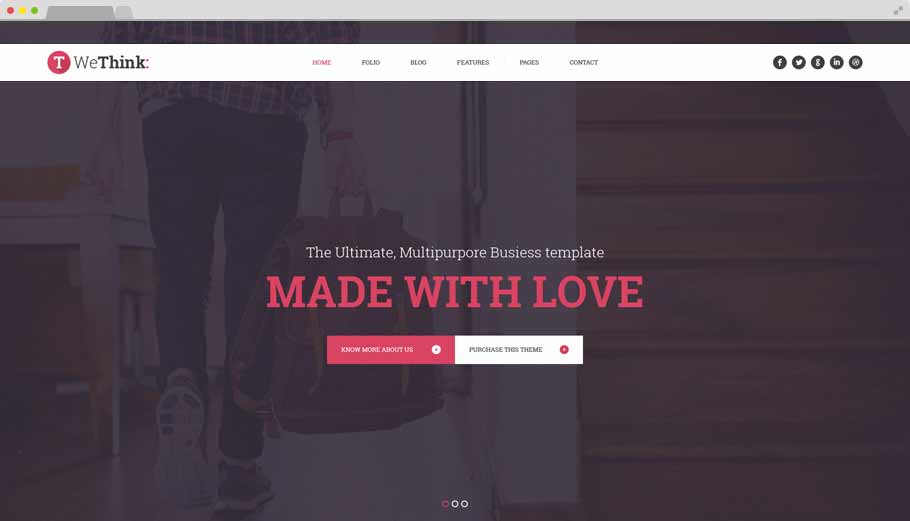 T WeThink:
HOME FOLIO BLOG FEATURES PAGES CONTACT
The Ultimate, Multipurpore Busiess template
MADE WITH LOVE
KNOW MORE ABOUT US PURCHASE THIS THEME